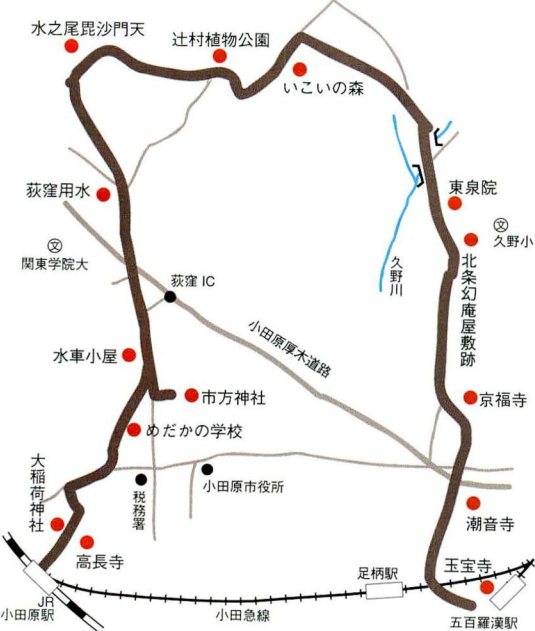 水之尾毘沙門天
辻村植物公園
いこいの森
荻窪用水
東泉院
文
久野小
文
関東学院大
荻窪 IC
久野川
北条幻庵屋敷跡
小田原厚木道路
水車小屋
市方神社
京福寺
めだかの学校
大稲荷神社
税務署
小田原市役所
潮音寺
高長寺
足柄駅
玉宝寺
JR
小田原駅
小田急線
五百羅漢駅